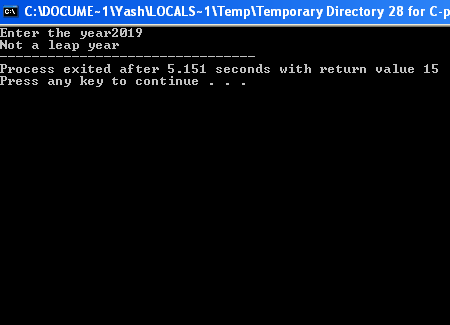 C:\DOCUME~1\Yash\LOCALS~1\Temp\Temporary Directory 28 for C-p
Enter the year2019
Not a leap year
--------------------------------
Process exited after 5.151 seconds with return value 15
Press any key to continue . . .